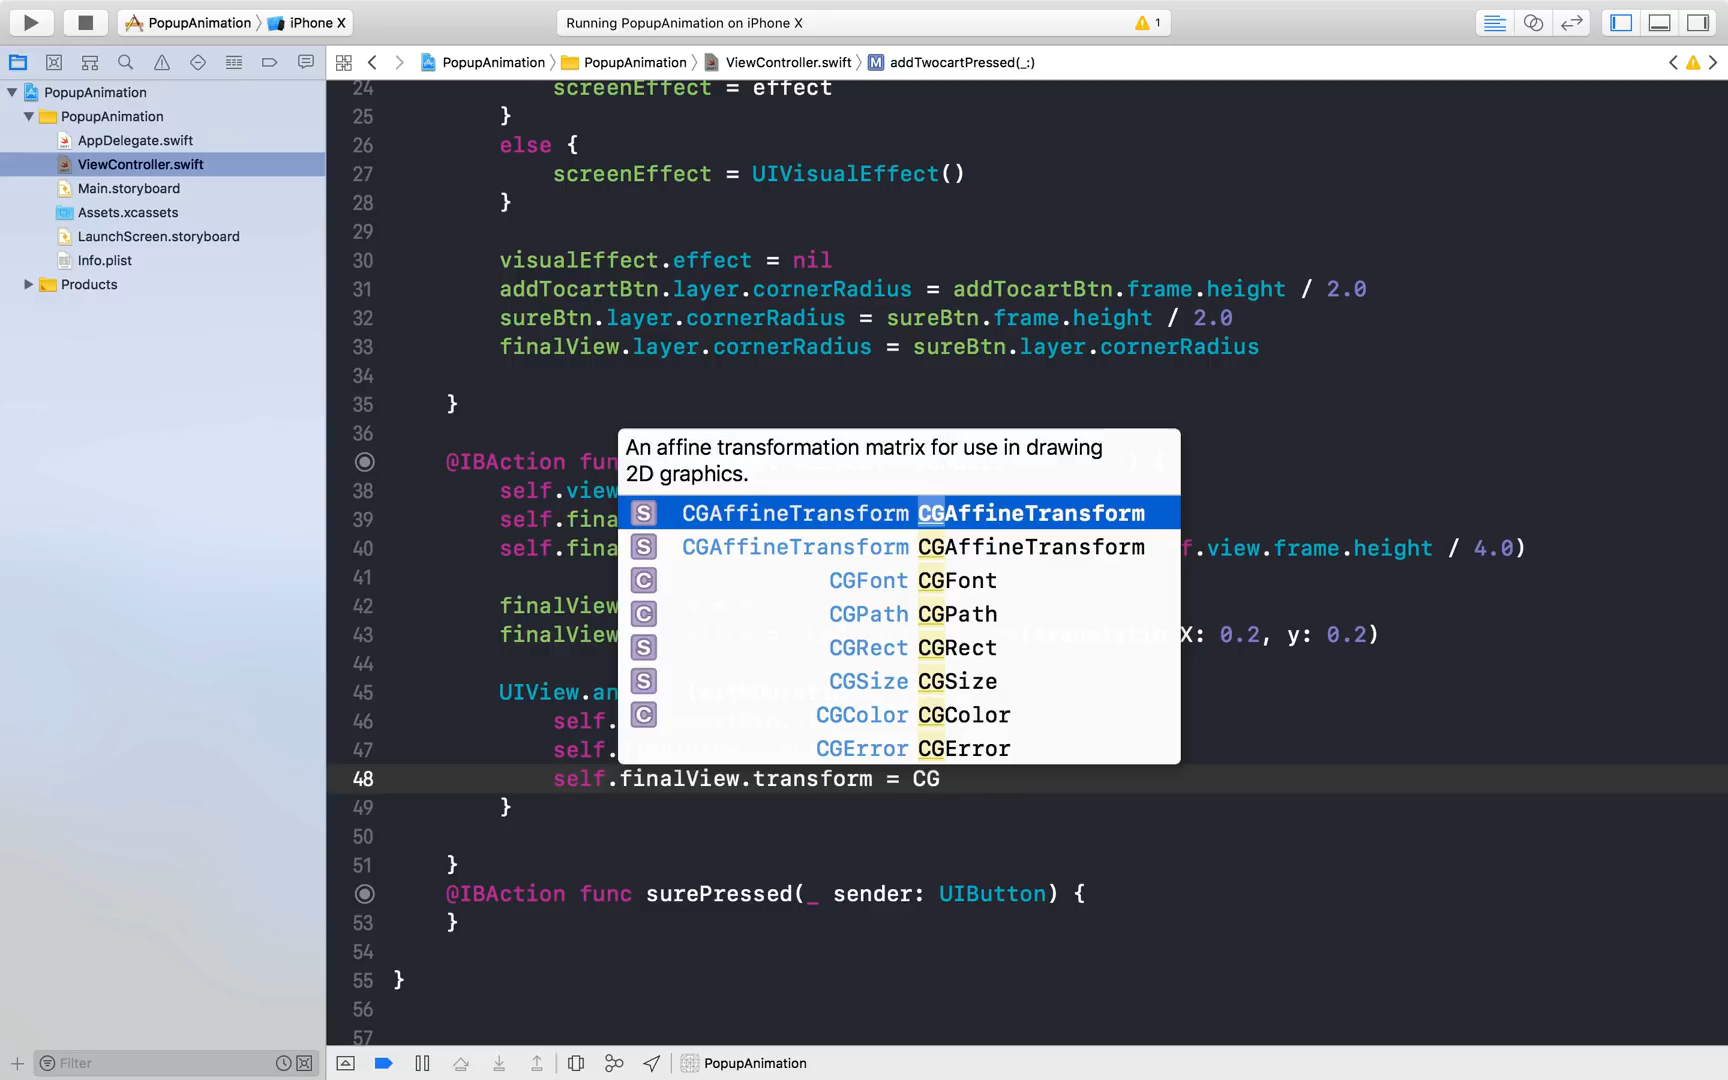 PopupAnimation
iPhone X
Running PopupAnimation on iPhone X
1
PopupAnimation
PopupAnimation
ViewController.swift
M
addTwocartPressed(_:)
PopupAnimation
PopupAnimation
AppDelegate.swift
ViewController.swift
Main.storyboard
Assets.xcassets
LaunchScreen.storyboard
Info.plist
Products
24 screenEffect = effect
25 }
26 else {
27 screenEffect = UIVisualEffect()
28 }
29
30 visualEffect.effect = nil
31 addTocartBtn.layer.cornerRadius = addTocartBtn.frame.height / 2.0
32 sureBtn.layer.cornerRadius = sureBtn.frame.height / 2.0
33 finalView.layer.cornerRadius = sureBtn.layer.cornerRadius
34
35 }
36
@IBAction fun
38 self.view
39 self.fina
40 self.fina f.view.frame.height / 4.0)
41
42 finalView
43 finalView X: 0.2, y: 0.2)
44
45 UIView.an
46 self.
47 self.
48 self.finalView.transform = CG
49 }
50
51 }
@IBAction func surePressed(_ sender: UIButton) {
53 }
54
55 }
56
57
An affine transformation matrix for use in drawing
2D graphics.
S CGAffineTransform CGAffineTransform
S CGAffineTransform CGAffineTransform
C CGFont CGFont
C CGPath CGPath
S CGRect CGRect
S CGSize CGSize
C CGColor CGColor
CGError CGError
Filter
PopupAnimation